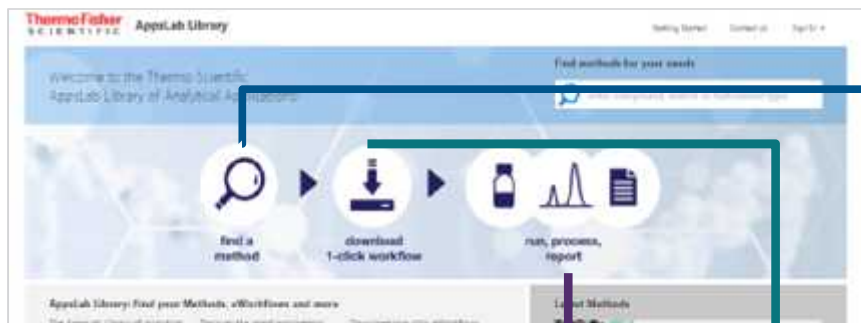 ThermoFisher
SCIENTIFIC
AppsLab Library
Getting Started Contact Us Sign In
Welcome to the Thermo Scientific
AppsLab Library of Analytical Applications!
Find methods for your needs
find a
method
download
1-click workflow
run, process,
report
AppsLab Library: Find your Methods, eWorkflows and more
Latest Methods